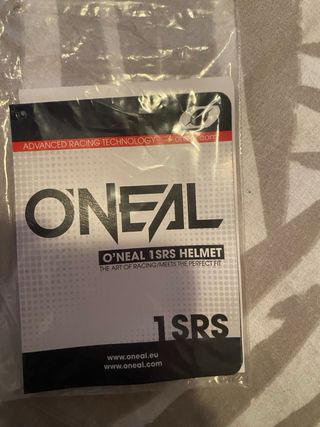 ADVANCED RACING TECHNOLOGY
O'NEAL
O'NEAL 1SRS HELMET
THE ART OF RACING/MEETS THE PERFECT FIT
1SRS
www.oneal.eu
www.oneal.com